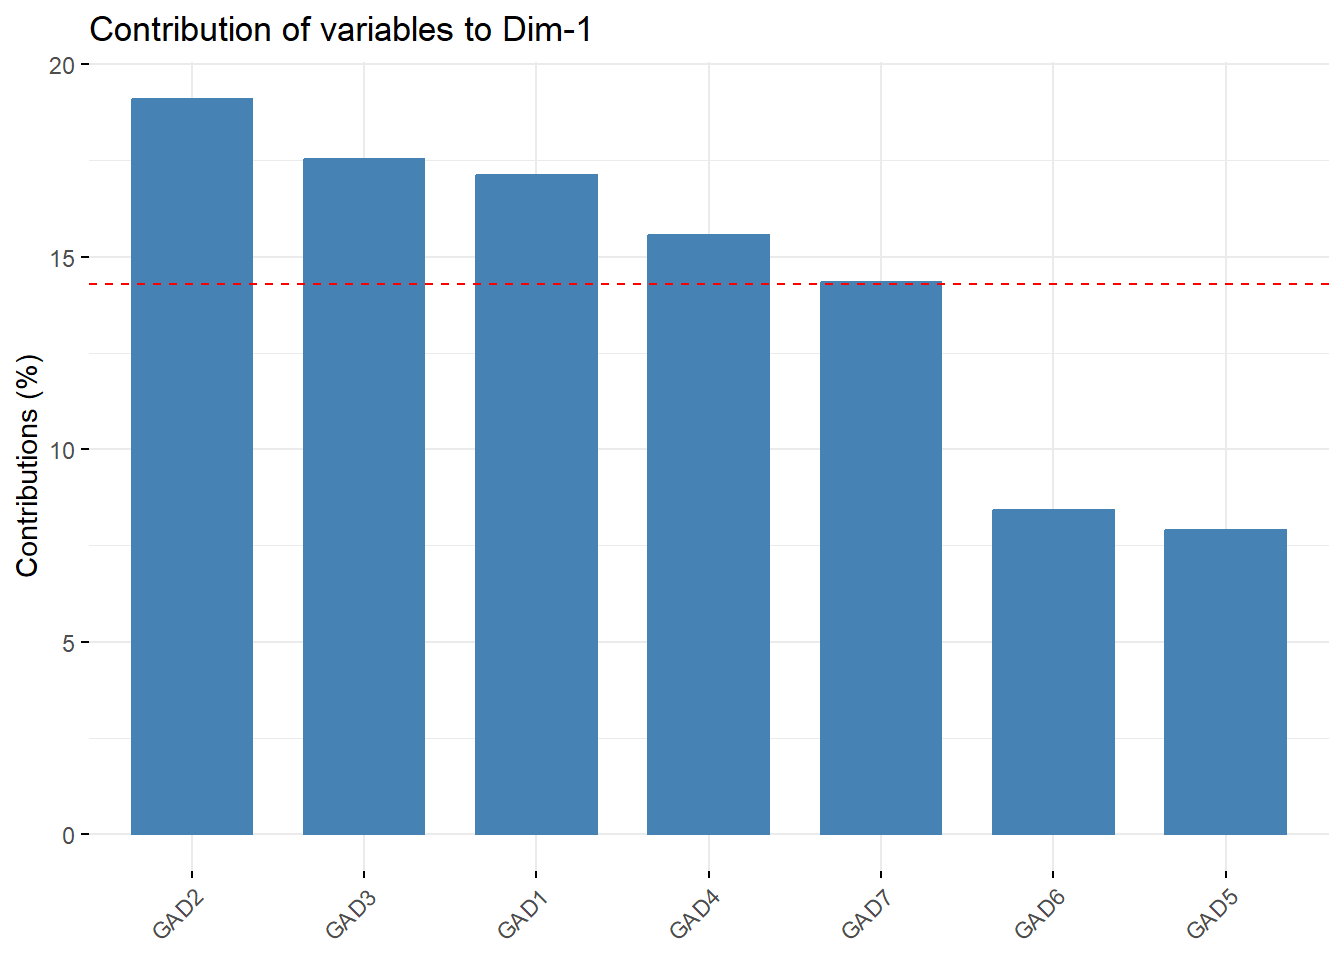 Contribution of variables to Dim-1
Contributions (%)
20
15
10
5
0
GAD2
GAD3
GAD1
GAD4
GAD7
GAD6
GAD5